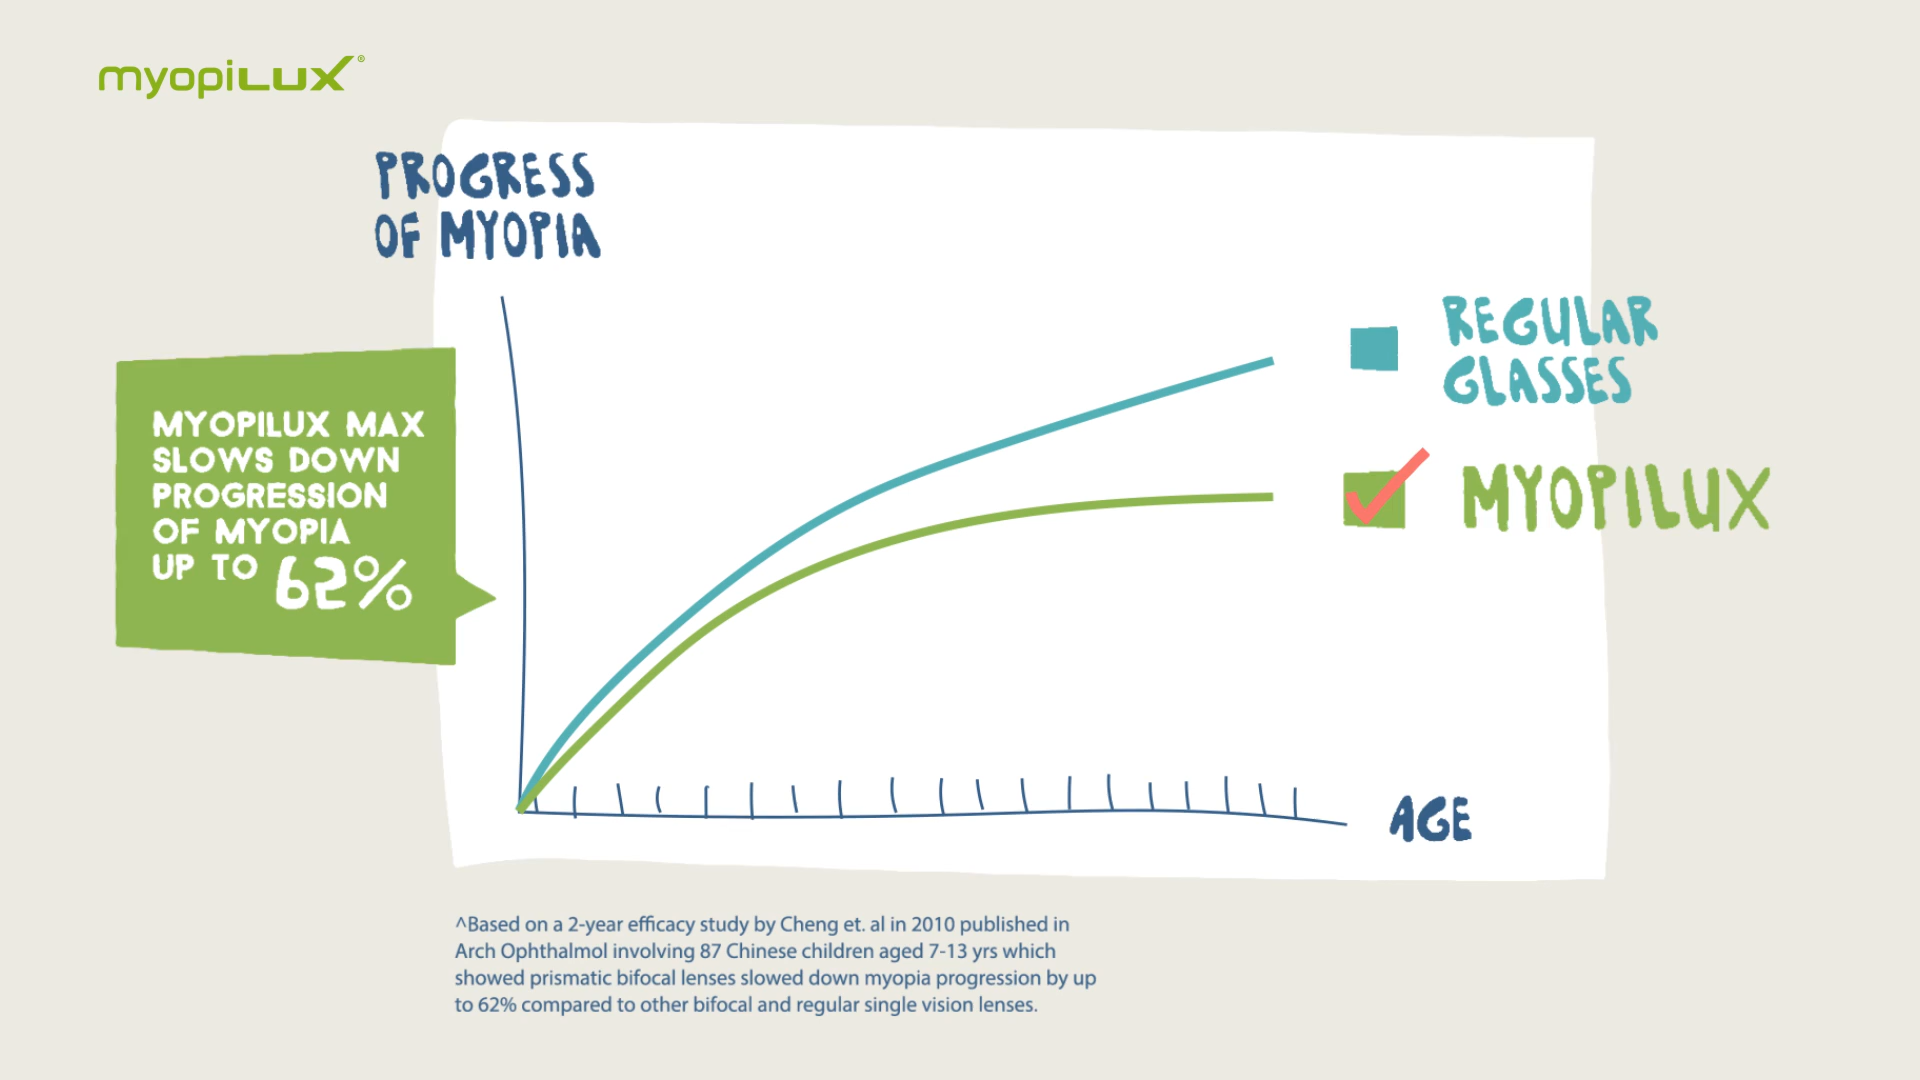 myopiLUX®
PROGRESS
OF MYOPIA
REGULAR
GLASSES
MYOPILUX
MYOPILUX MAX
SLOWS DOWN
PROGRESSION
OF MYOPIA
UP TO 62%
AGE
^Based on a 2-year efficacy study by Cheng et. al in 2010 published in
Arch Ophthalmol involving 87 Chinese children aged 7-13 yrs which
showed prismatic bifocal lenses slowed down myopia progression by up
to 62% compared to other bifocal and regular single vision lenses.